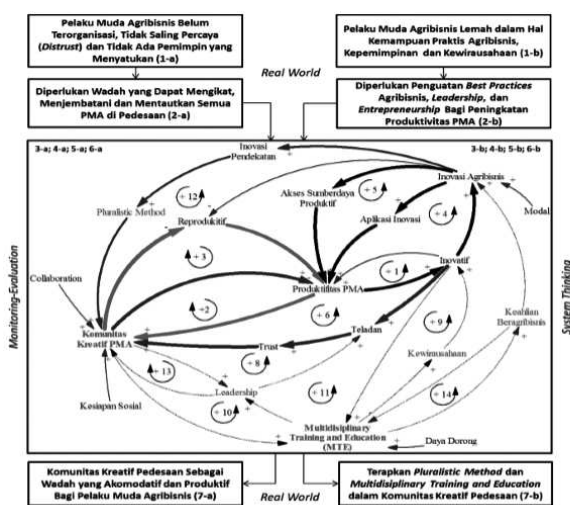 Pelaku Muda Agribisnis Belum
Terorganisasi, Tidak Saling Percaya
(Distrust) dan Tidak Ada Pemimpin yang
Menyatukan (1-a)
Pelaku Muda Agribisnis Lemah dalam Hal
Kemampuan Praktis Agribisnis,
Kepemimpinan dan Kewirausahaan (1-b)
Real World
Diperlukan Wadah yang Dapat Mengikat,
Menjembatani dan Mentautkan Semua
PMA di Pedesaan (2-a)
Diperlukan Penguatan Best Practices
Agribisnis, Leadership, dan
Entrepreneurship Bagi Peningkatan
Produktivitas PMA (2-b)
3-a; 4-a; 5-a; 6-a
3-b; 4-b; 5-b; 6-b
Inovasi
Pendekatan
Inovasi Agribisnis
Akses Sumberdaya
Produktif
+ 5
+ 12
Pluralistic Method
Reproduktif
Aplikasi Inovasi
+ 4
Modal
+ 3
Inovatif
Collaboration
Produktifitas PMA
+ 1
Monitoring-Evaluation
System Thinking
+2
+ 6
Teladan
Keahlian
Beragribisnis
Komunitas
Kreatif PMA
Trust
+ 9
+ 8
Kewirausahaan
+ 13
Leadership
+ 11
+ 14
Kesiapan Sosial
+ 10
Multidisiplinary
Training and Education
(MTE)
Daya Dorong
Komunitas Kreatif Pedesaan Sebagai
Wadah yang Akomodatif dan Produktif
Bagi Pelaku Muda Agribisnis (7-a)
Real World
Terapkan Pluralistic Method dan
Multidisiplinary Training and Education
dalam Komunitas Kreatif Pedesaan (7-b)